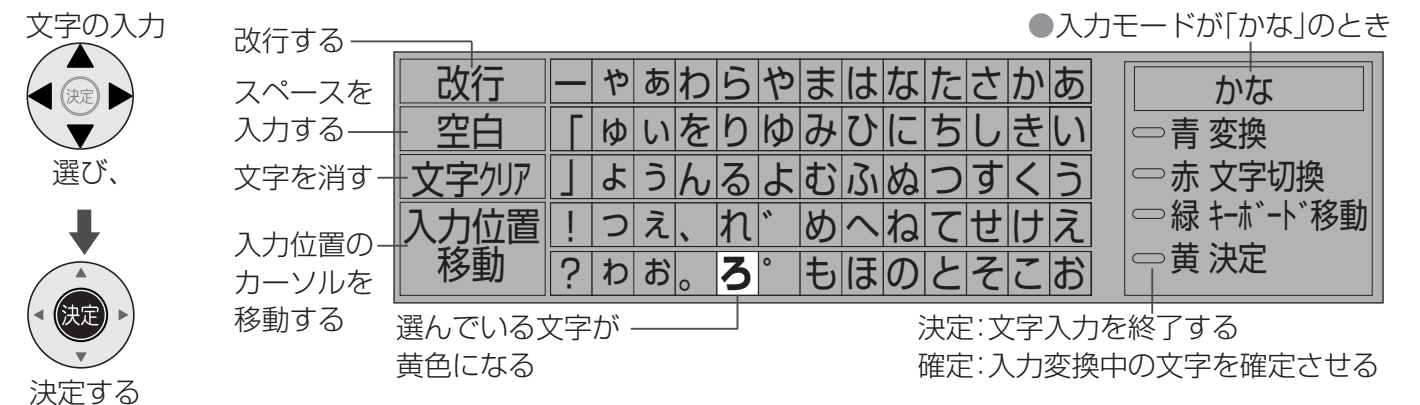 文字の入力
決定
選び、
決定
決定する
改行する
スペースを
入力する
文字を消す
入力位置の
カーソルを
移動する
●入力モードが「かな」のとき
改行 ー ゃ ぁ わ ら や ま は な た さ か あ
空白 「 ゅ ぃ を り ゆ み ひ に ち し き い
文字クリア 」 ょ ぅ ん る よ む ふ ぬ つ す く う
入力位置 ! っ ぇ 、 れ ゛ め へ ね て せ け え
移動 ? ゎ ぉ 。 ろ ゜ も ほ の と そ こ お
かな
青 変換
赤 文字切換
緑 キーボード移動
黄 決定
選んでいる文字が
黄色になる
決定:文字入力を終了する
確定:入力変換中の文字を確定させる